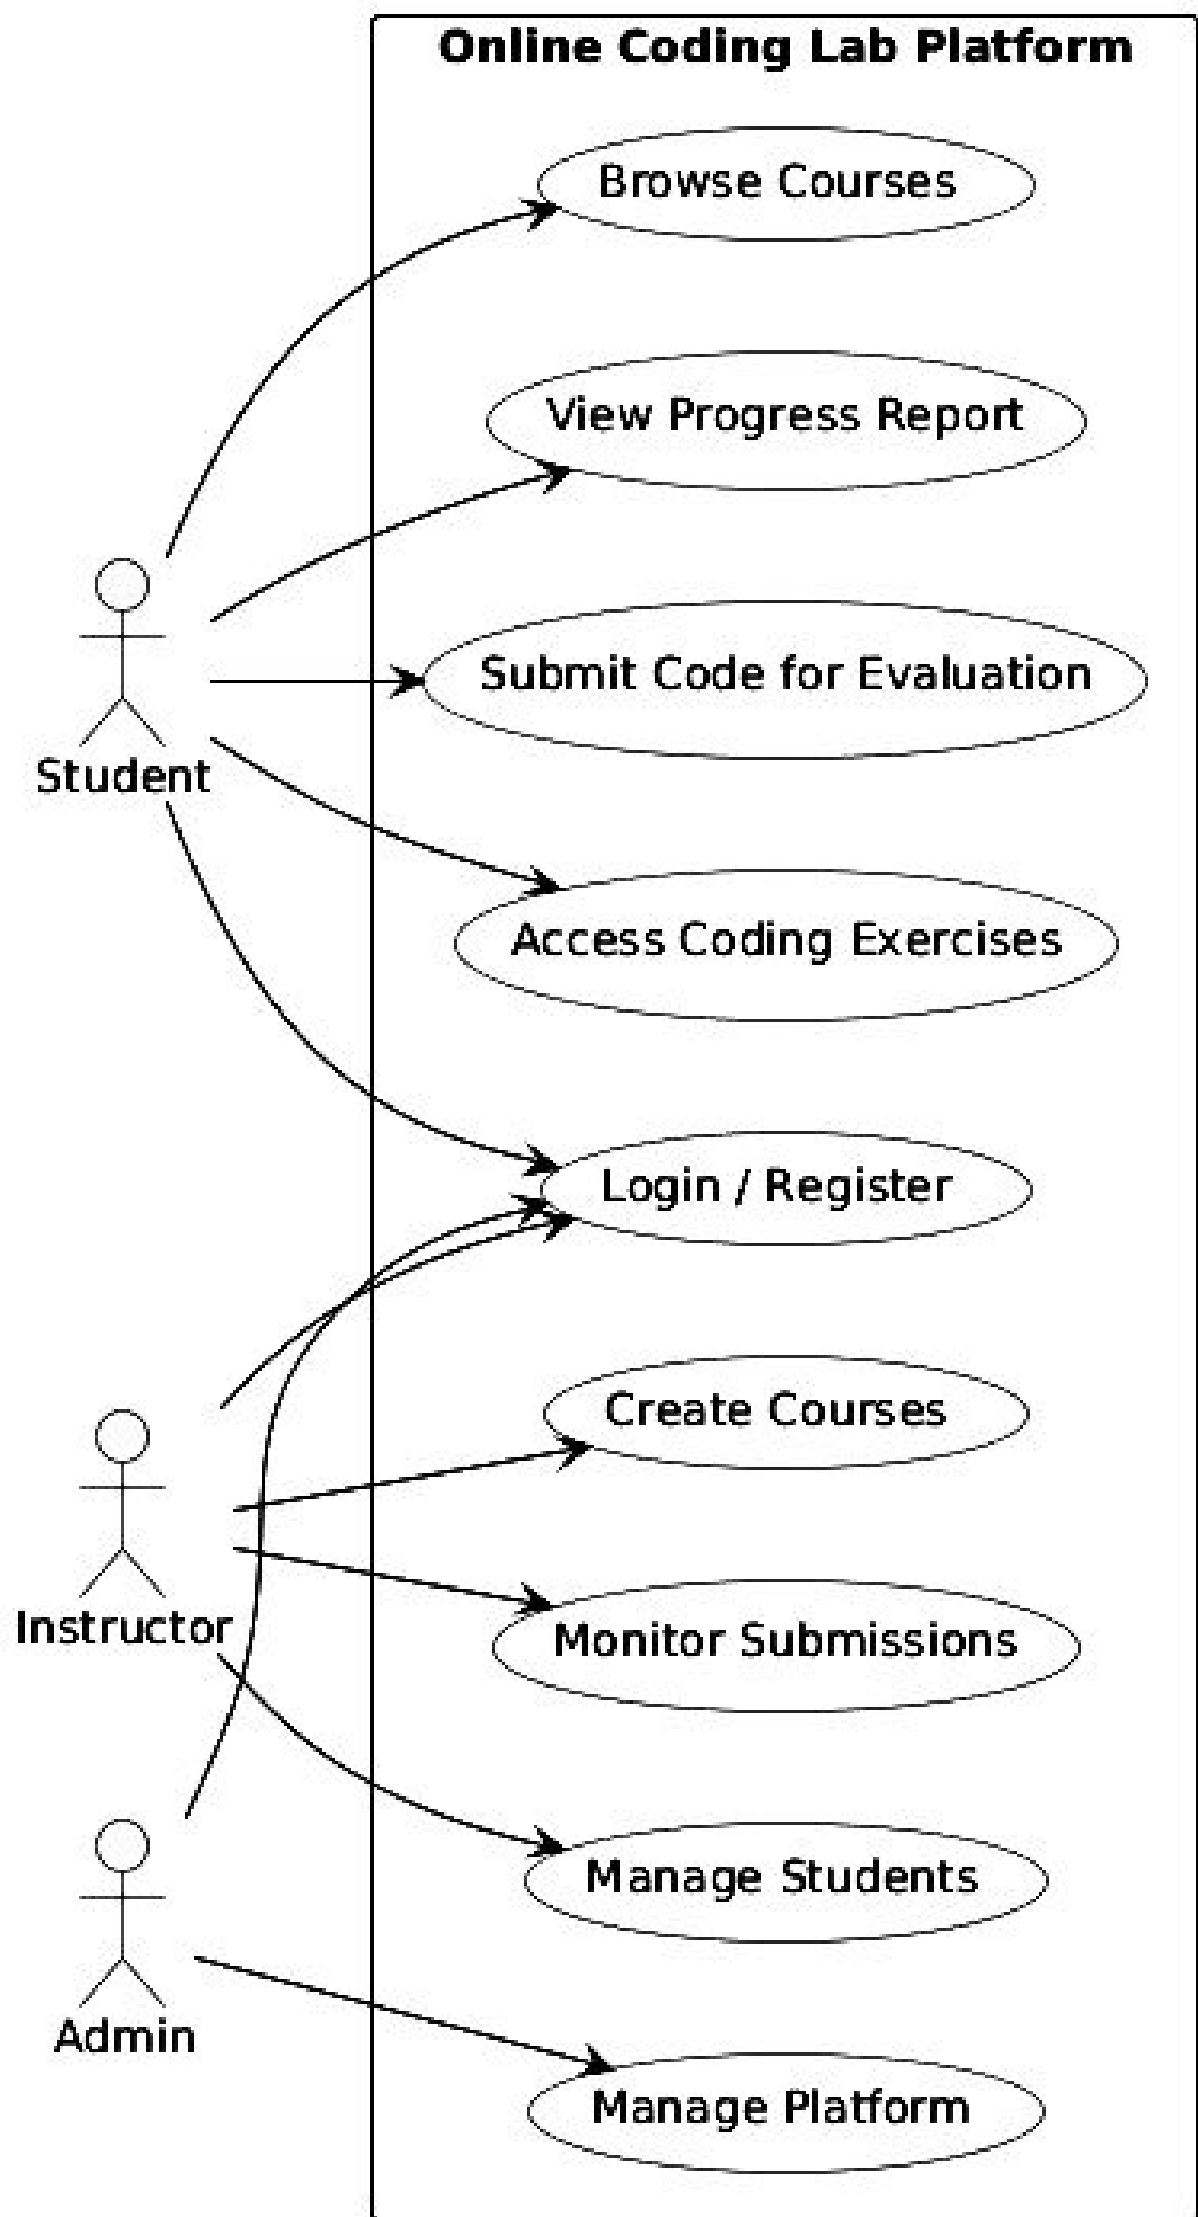 Online Coding Lab Platform
Browse Courses
View Progress Report
Submit Code for Evaluation
Student
Access Coding Exercises
Login / Register
Create Courses
Instructor
Monitor Submissions
Manage Students
Admin
Manage Platform